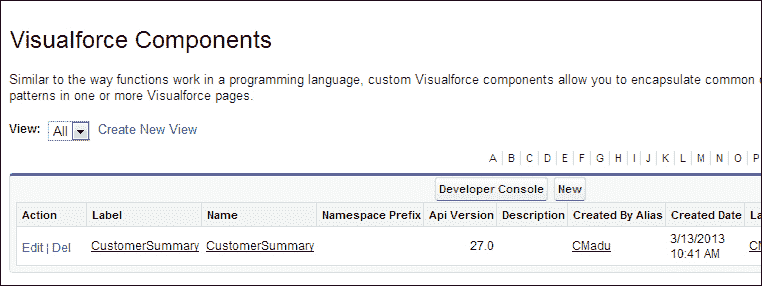 Visualforce Components
Similar to the way functions work in a programming language, custom Visualforce components allow you to encapsulate common
patterns in one or more Visualforce pages.
View: All Create New View
A B C D E F G H I J K L M N O P
Developer Console New
Action Label Name Namespace Prefix Api Version Description Created By Alias Created Date La
Edit | Del CustomerSummary CustomerSummary 27.0 CMadu 3/13/2013
10:41 AM